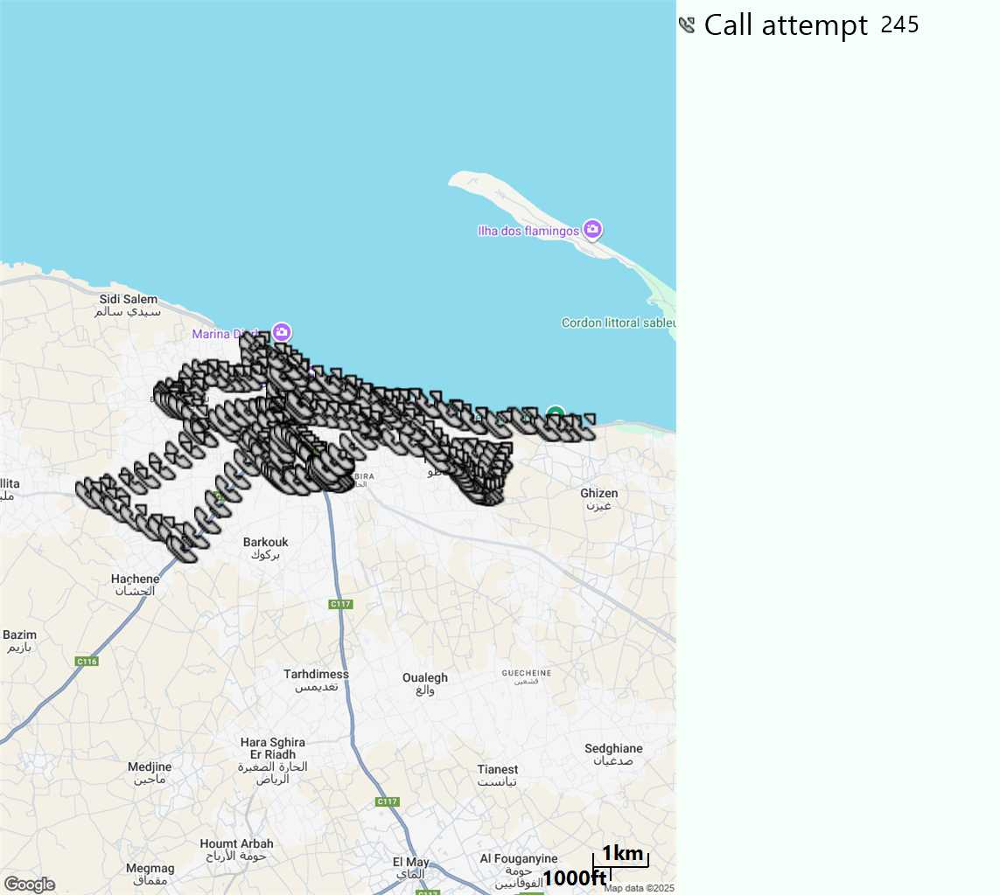 Call attempt 245
Ilha dos flamingos
Sidi Salem
سيدي سالم
Cordon littoral sableu
Marina
Ghizen
غيزن
Barkouk
بركوك
Hachene
الحشان
Bazim
بازيم
C117
C116
Tarhdimess
تغديمس
Oualegh
والغ
GUECHEINE
قشعين
Hara Sghira
Er Riadh
الحارة الصغيرة
الرياض
Sedghiane
صدغيان
Medjine
ماجين
Tianest
تيانست
C117
Houmt Arbah
حومة الأرباح
Megmag
مقماق
El May
الماي
Al Fouganyine
حومة
الفوقانيين
C117
1km
1000ft
Google
Map data ©2025